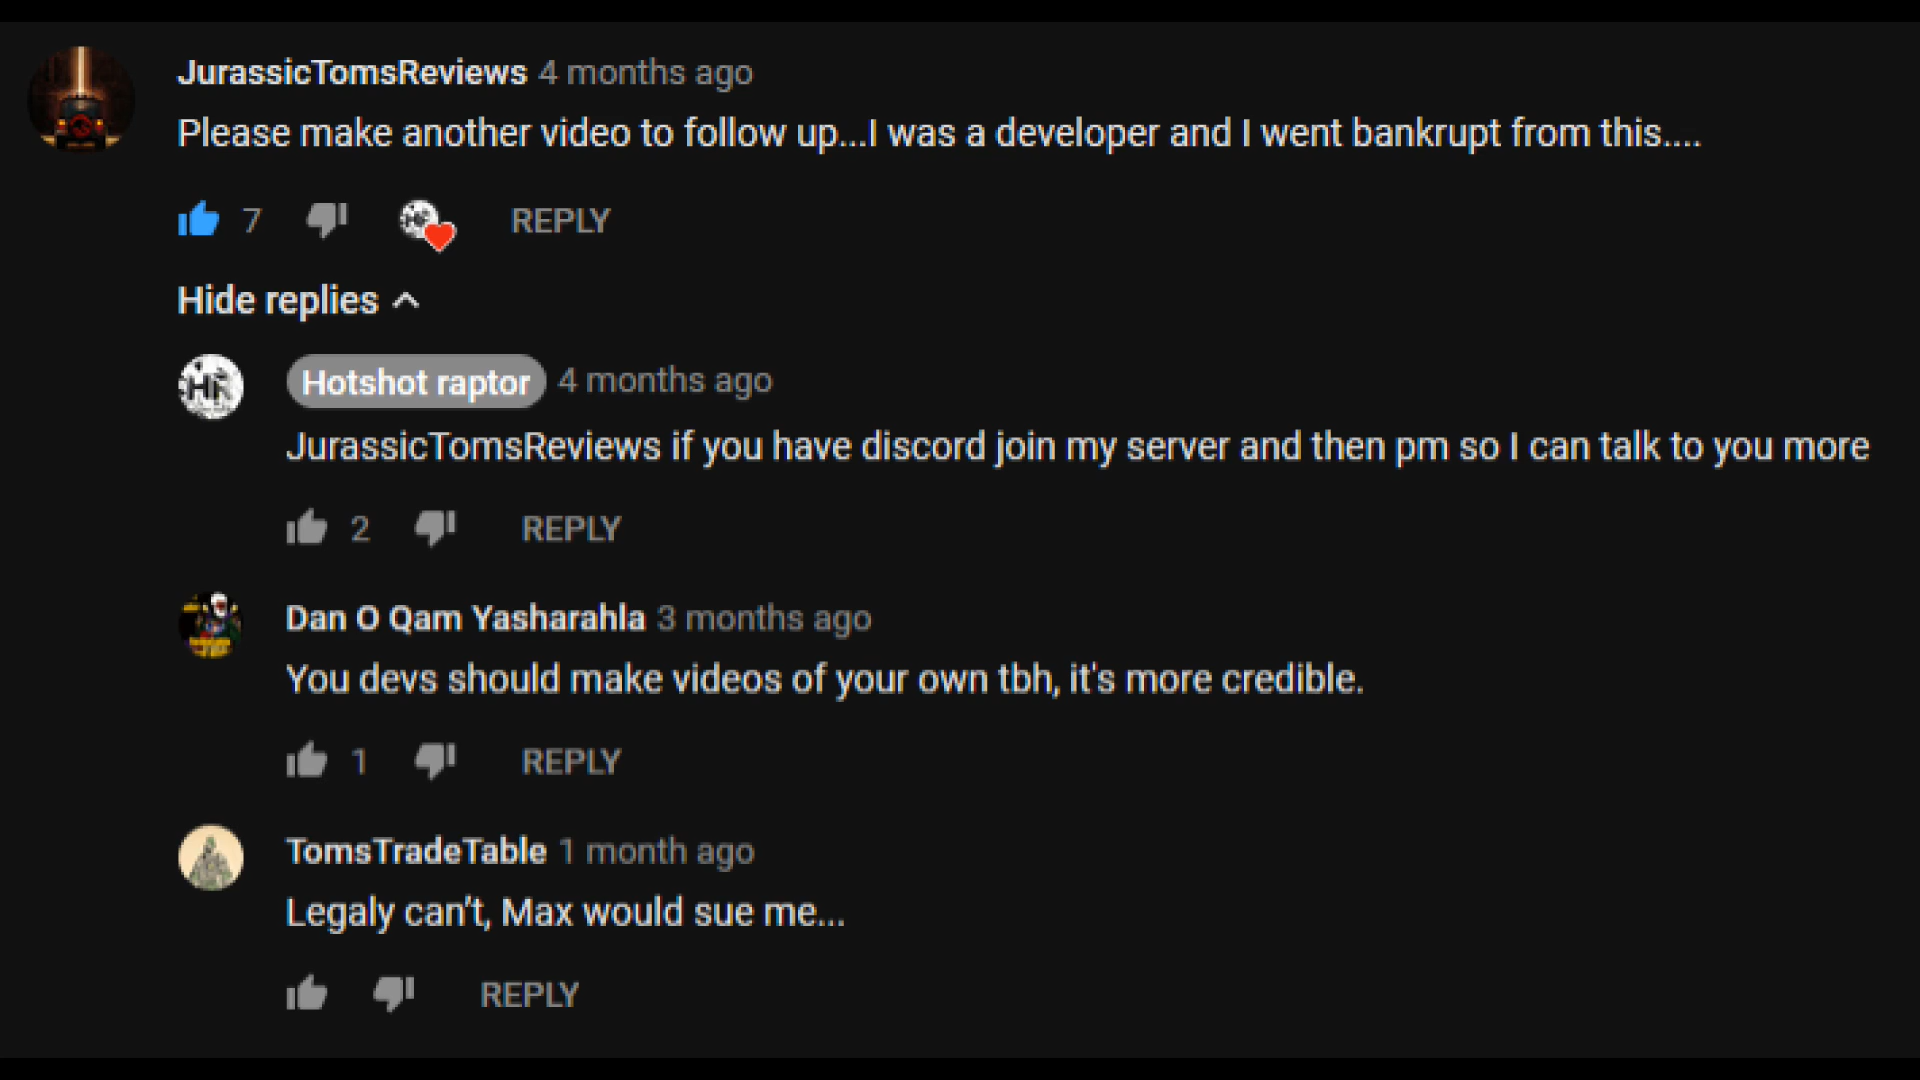 JurassicTomsReviews 4 months ago
Please make another video to follow up...I was a developer and I went bankrupt from this....
7 REPLY
Hide replies
HR
Hotshot raptor 4 months ago
JurassicTomsReviews if you have discord join my server and then pm so I can talk to you more
2 REPLY
Dan O Qam Yasharahla 3 months ago
You devs should make videos of your own tbh, it's more credible.
1 REPLY
TomsTradeTable 1 month ago
Legaly can't, Max would sue me...
REPLY